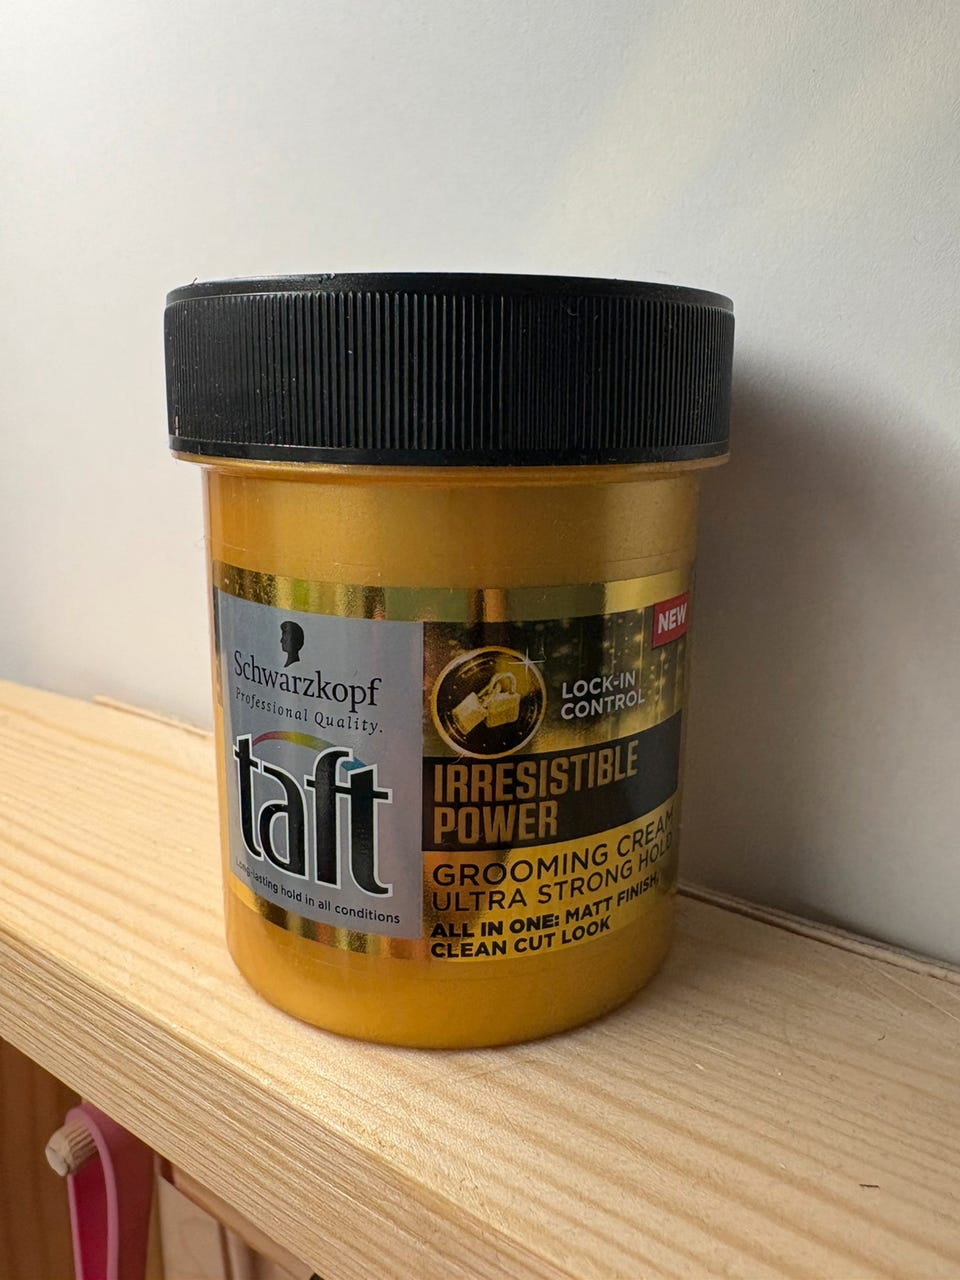 Schwarzkopf
Professional Quality.
taft
Long-lasting hold in all conditions
NEW
LOCK-IN
CONTROL
IRRESISTIBLE
POWER
GROOMING CREAM
ULTRA STRONG HOLD
ALL IN ONE: MATT FINISH,
CLEAN CUT LOOK